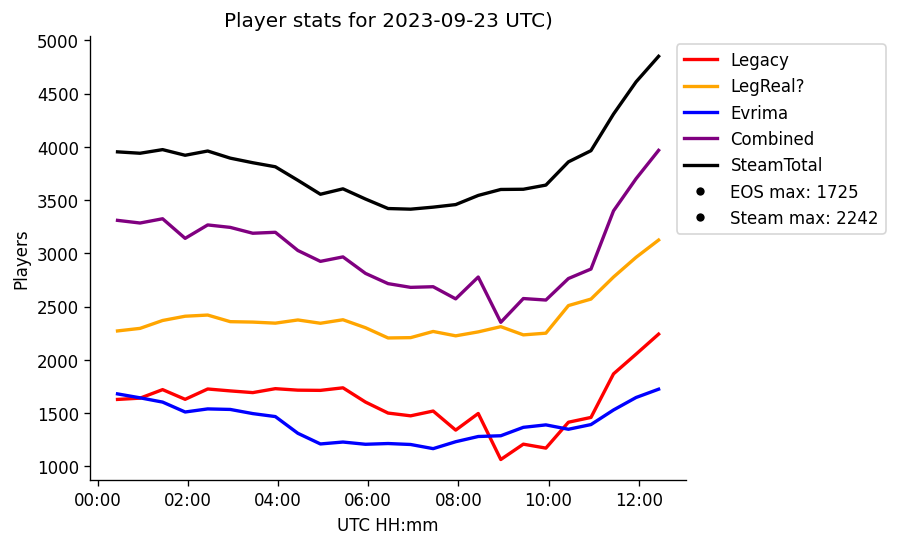 Player stats for 2023-09-23 UTC)
5000
4500
4000
3500
3000
2500
2000
1500
1000
Players
00:00 02:00 04:00 06:00 08:00 10:00 12:00
UTC HH:mm
Legacy
LegReal?
Evrima
Combined
SteamTotal
EOS max: 1725
Steam max: 2242